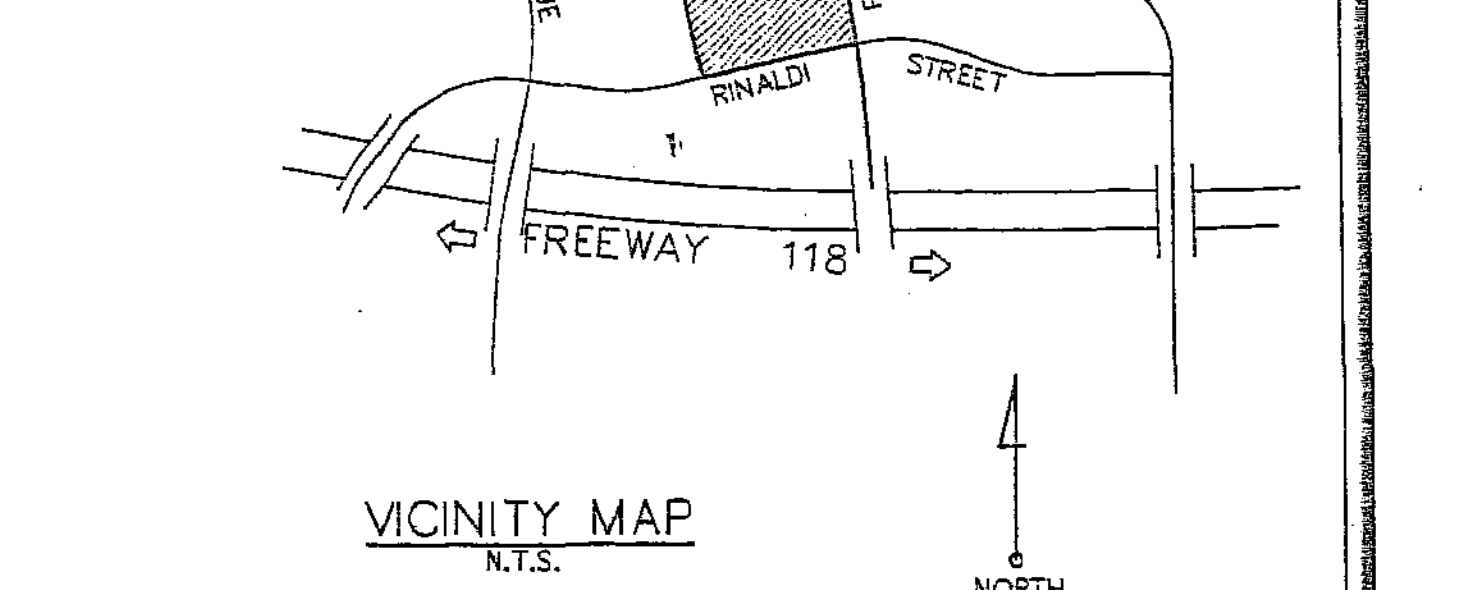 RINALDI STREET
FREEWAY 118
VICINITY MAP
N.T.S.
NORTH